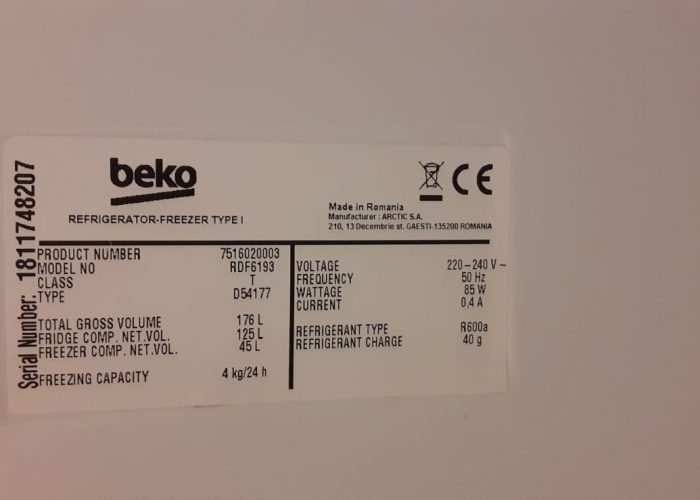 Serial Number: 1811748207
beko
REFRIGERATOR-FREEZER TYPE I
CE
Made in Romania
Manufacturer : ARCTIC S.A.
210, 13 Decembrie st. GAESTI-135200 ROMANIA
PRODUCT NUMBER 7516020003
MODEL NO RDF6193
CLASS T
TYPE D54177
TOTAL GROSS VOLUME 176 L
FRIDGE COMP. NET.VOL. 125 L
FREEZER COMP. NET.VOL. 45 L
FREEZING CAPACITY 4 kg/24 h
VOLTAGE 220-240 V ~
FREQUENCY 50 Hz
WATTAGE 85 W
CURRENT 0,4 A
REFRIGERANT TYPE R600a
REFRIGERANT CHARGE 40 g